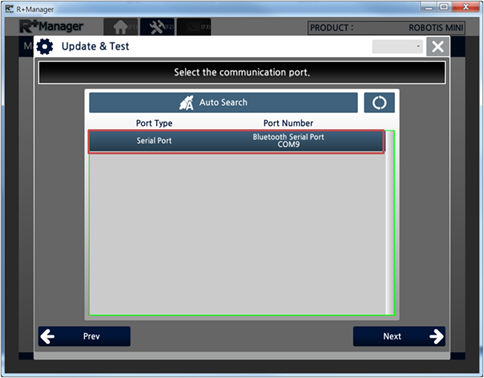 R+Manager
R+Manager
PRODUCT : ROBOTIS MINI
Update & Test
Select the communication port.
Auto Search
Port Type Port Number
Serial Port Bluetooth Serial Port
COM9
Prev Next